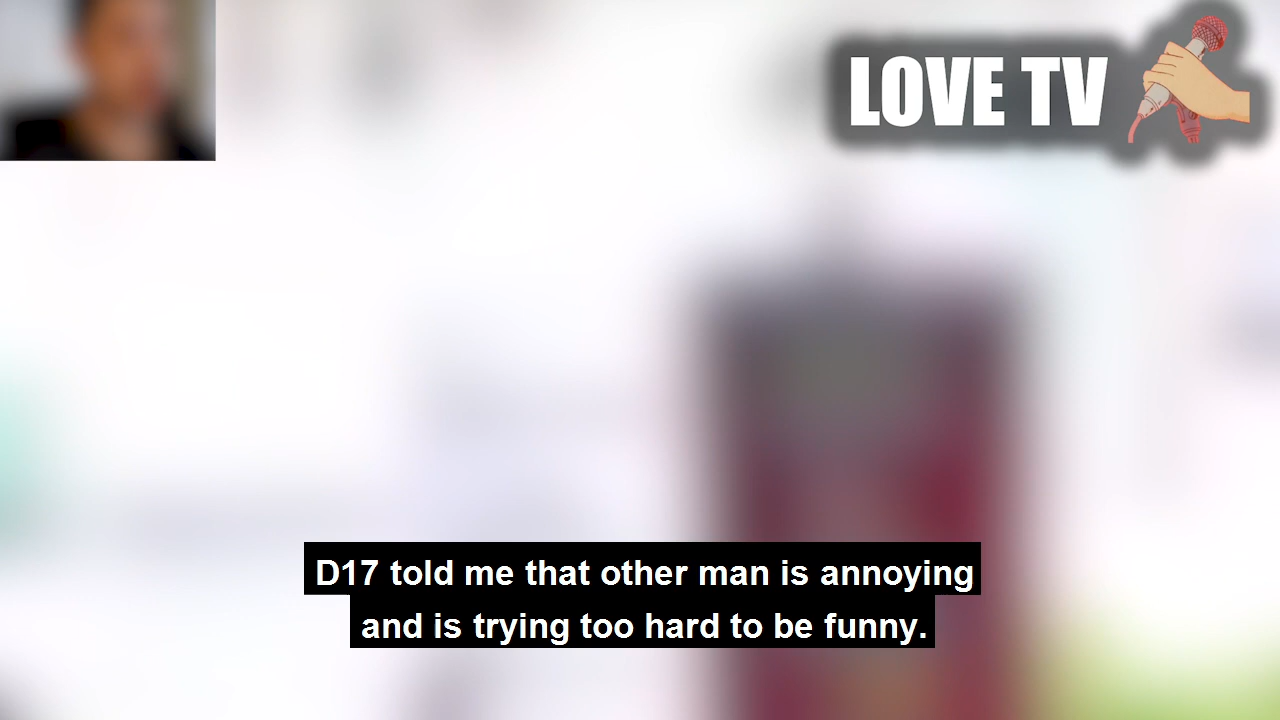 LOVE TV
D17 told me that other man is annoying
and is trying too hard to be funny.